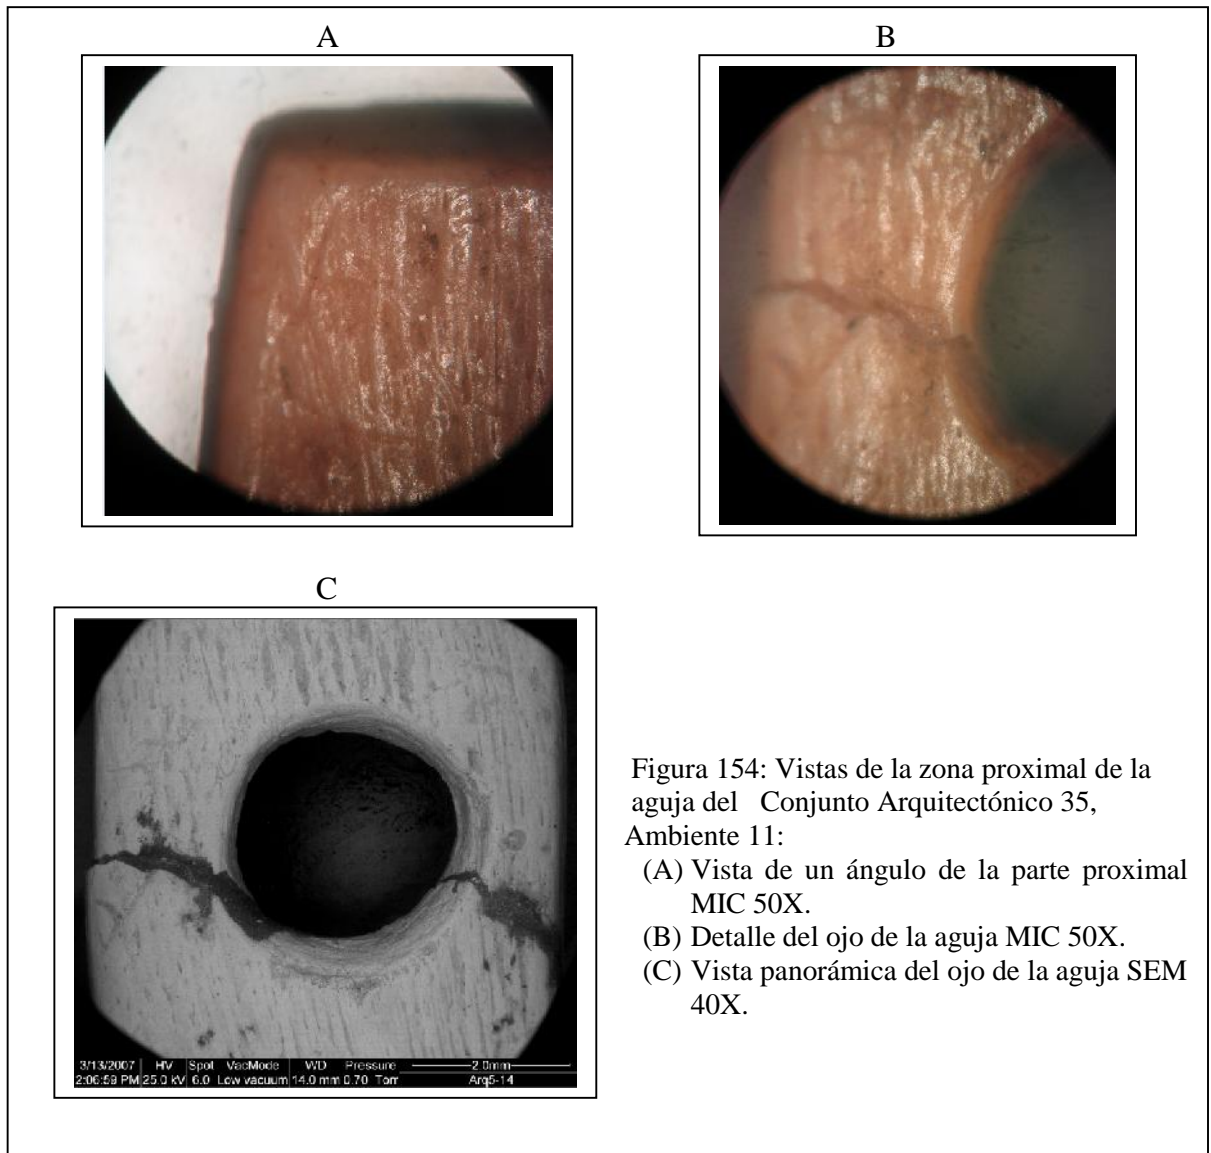 A
B
C
3/13/2007 HV Spot VacMode WD Pressure 2.0mm
2:06:59 PM 25.0 kV 6.0 Low vacuum 14.0 mm 0.70 Torr Arq5-14
Figura 154: Vistas de la zona proximal de la
aguja del Conjunto Arquitectónico 35,
Ambiente 11:
(A) Vista de un ángulo de la parte proximal
MIC 50X.
(B) Detalle del ojo de la aguja MIC 50X.
(C) Vista panorámica del ojo de la aguja SEM
40X.